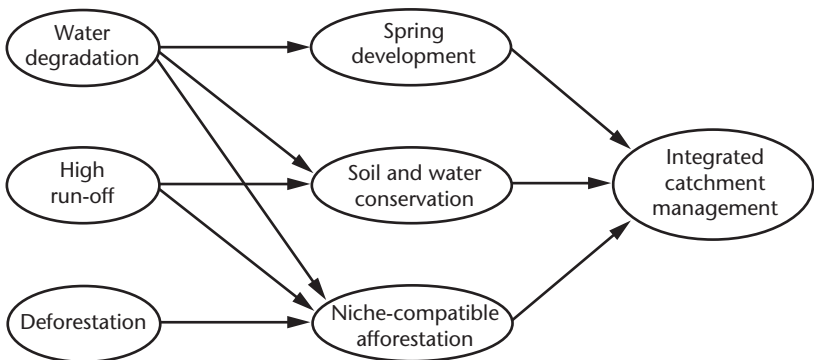 Water
degradation
Spring
development
High
run-off
Soil and water
conservation
Integrated
catchment
management
Deforestation
Niche-compatible
afforestation